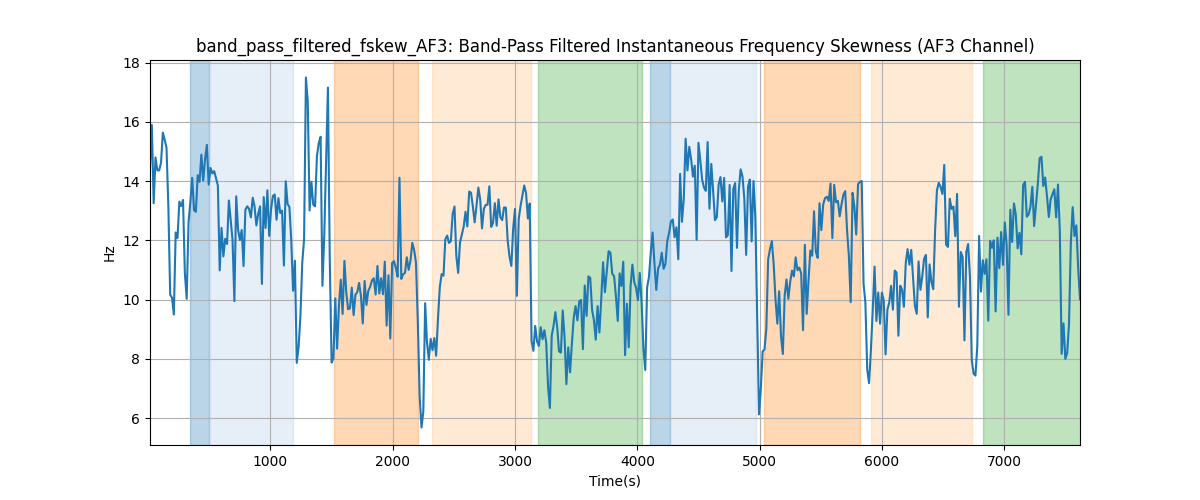 band_pass_filtered_fskew_AF3: Band-Pass Filtered Instantaneous Frequency Skewness (AF3 Channel)
18
16
14
12
10
8
6
Hz
1000 2000 3000 4000 5000 6000 7000
Time(s)